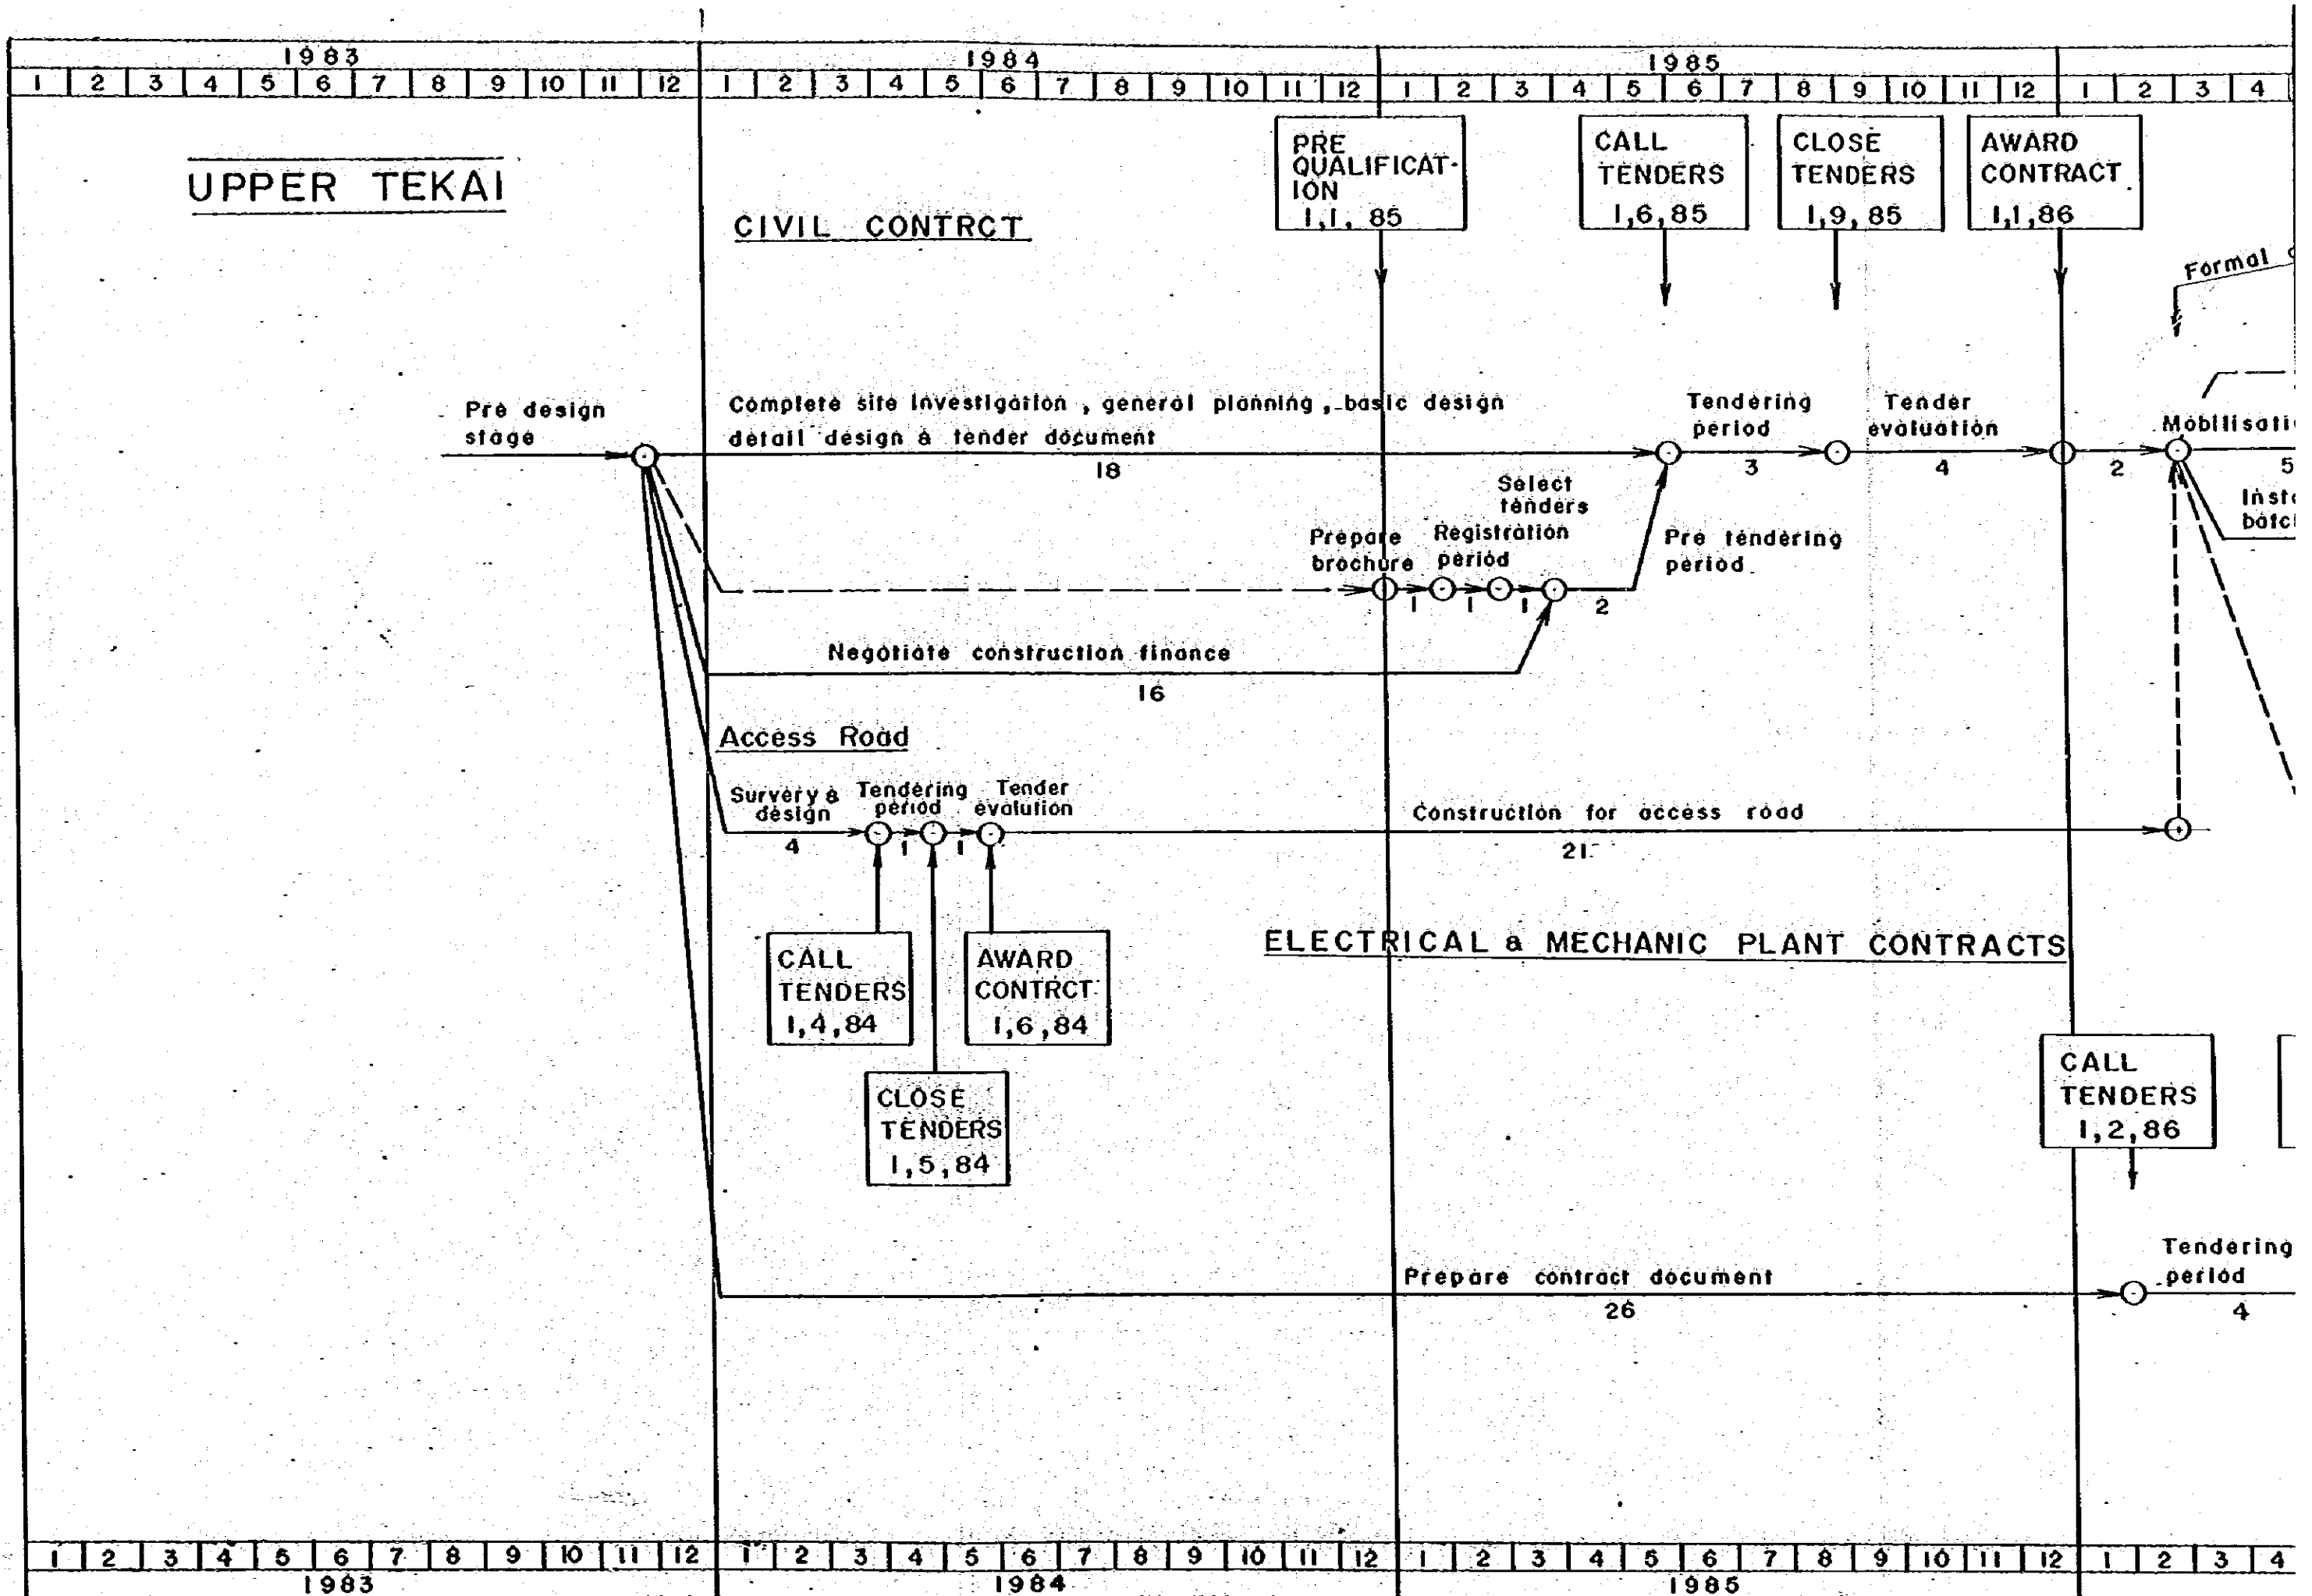 1983 1984 1985
1 2 3 4 5 6 7 8 9 10 11 12 1 2 3 4 5 6 7 8 9 10 11 12 1 2 3 4 5 6 7 8 9 10 11 12 1 2 3 4
UPPER TEKAI
CIVIL CONTRCT
PRE
QUALIFICAT-
ION
1,1, 85
CALL
TENDERS
1,6,85
CLOSE
TENDERS
1,9,85
AWARD
CONTRACT
1,1,86
Formal
Pre design
stage
Complete site investigation , general planning , basic design
detail design & tender document
18
Tendering
period
3
Tender
evaluation
4
2
Mobilisati
5
Inst
batc
Select
tenders
Prepare
brochure
Registration
period
Pre tendering
period
1 1 1 2
Negotiate construction finance
16
Access Road
Survery &
design
4
Tendering
period
1
Tender
evalution
1
Construction for access road
21
CALL
TENDERS
1,4,84
AWARD
CONTRCT
1,6,84
CLOSE
TENDERS
1,5,84
ELECTRICAL & MECHANIC PLANT CONTRACTS
CALL
TENDERS
1,2,86
Prepare contract document
26
Tendering
period
4
1 2 3 4 5 6 7 8 9 10 11 12 1 2 3 4 5 6 7 8 9 10 11 12 1 2 3 4 5 6 7 8 9 10 11 12 1 2 3 4
1983 1984 1985